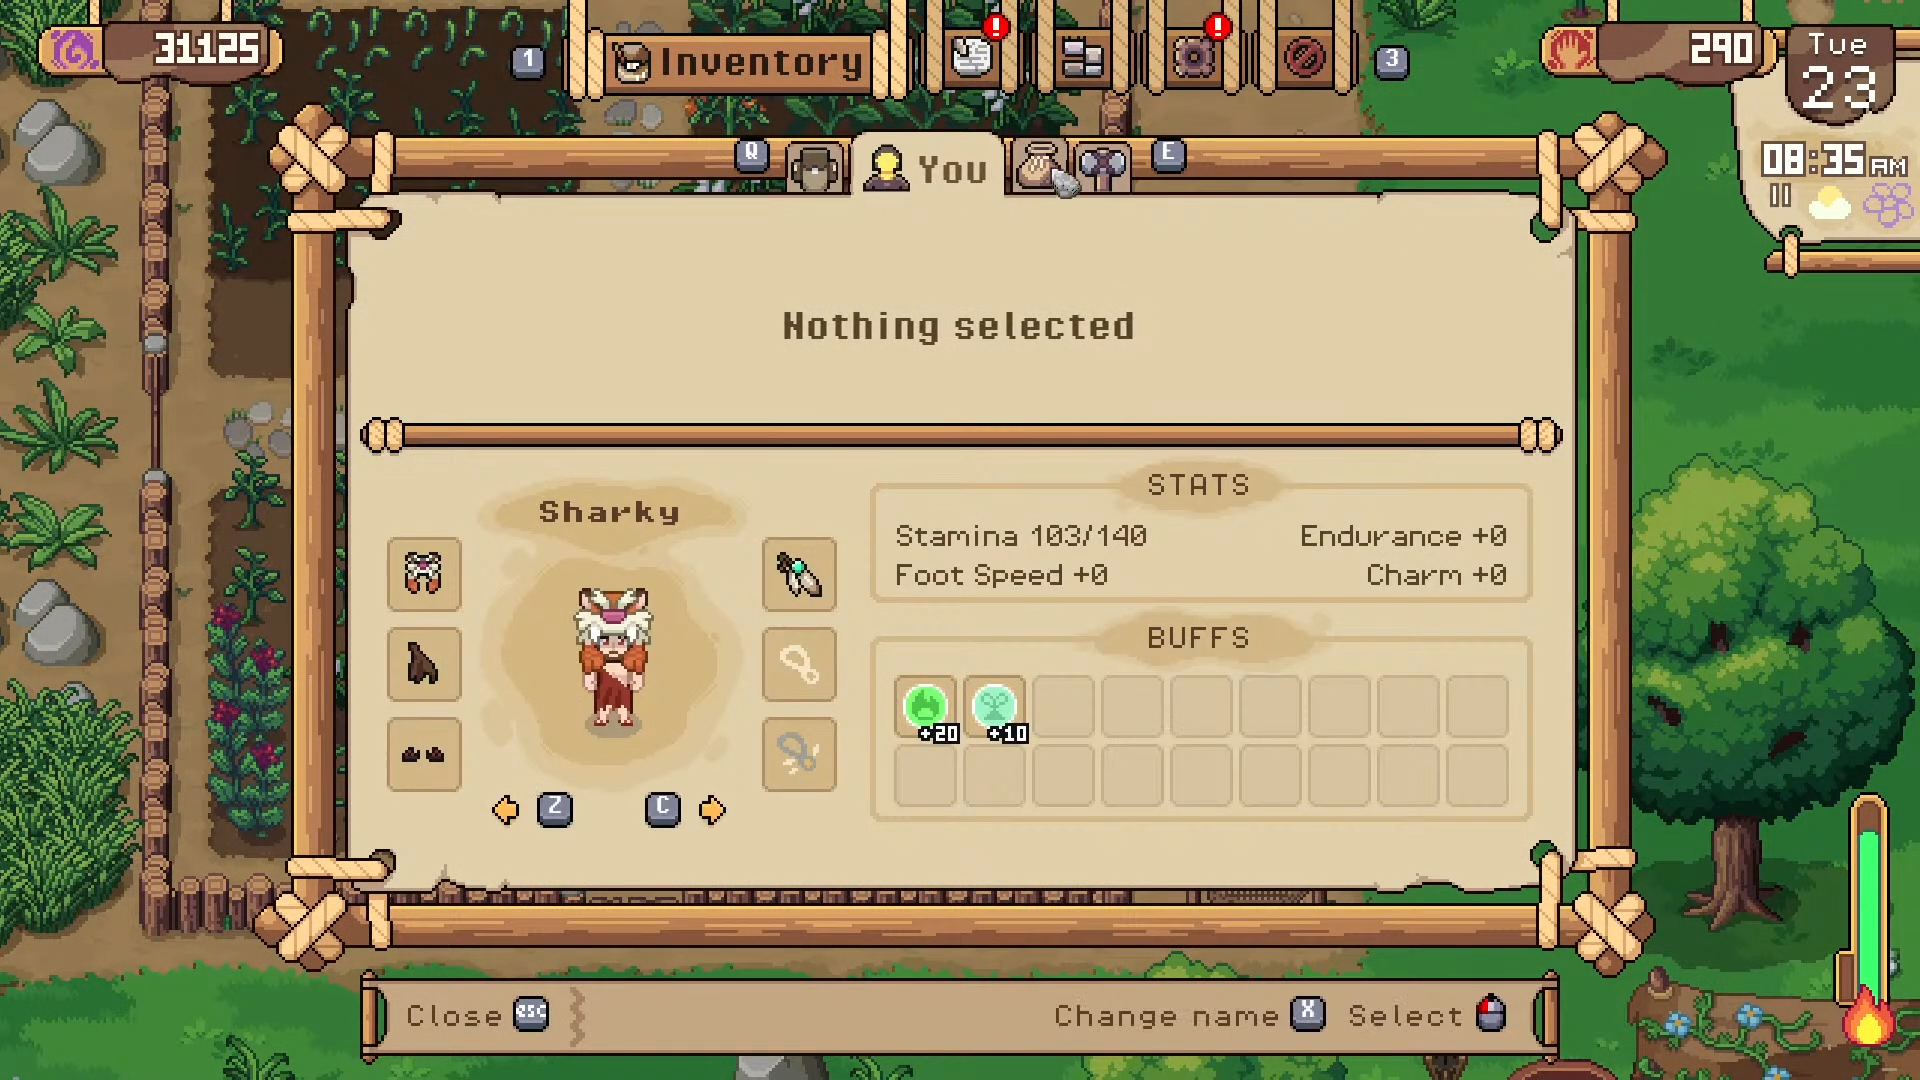 31125
1
Inventory
3
290
Tue
23
08:35 AM
Q
You
E
Nothing selected
Sharky
STATS
Stamina 103/140
Endurance +0
Foot Speed +0
Charm +0
BUFFS
+20
+10
Z
C
Close esc
Change name X
Select